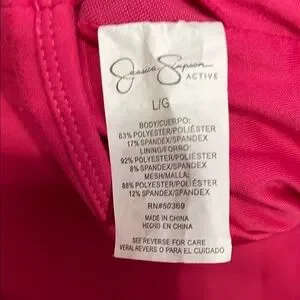 Jessica Simpson
ACTIVE
L/G
BODY/CUERPO:
83% POLYESTER/POLIÉSTER
17% SPANDEX/SPANDEX
LINING/FORRO:
92% POLYESTER/POLIÉSTER
8% SPANDEX/SPANDEX
MESH/MALLA:
88% POLYESTER/POLIÉSTER
12% SPANDEX/SPANDEX
RN#50369
MADE IN CHINA
HECHO EN CHINA
SEE REVERSE FOR CARE
VERAL REVERS O PARA EL CUIDADO